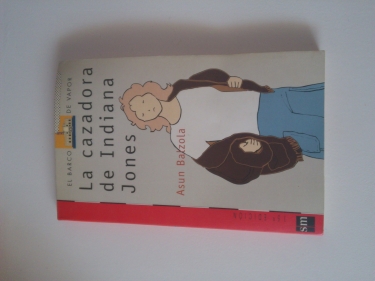 EL BARCO DE VAPOR
La cazadora
de Indiana
Jones
Asun Balzola
sm